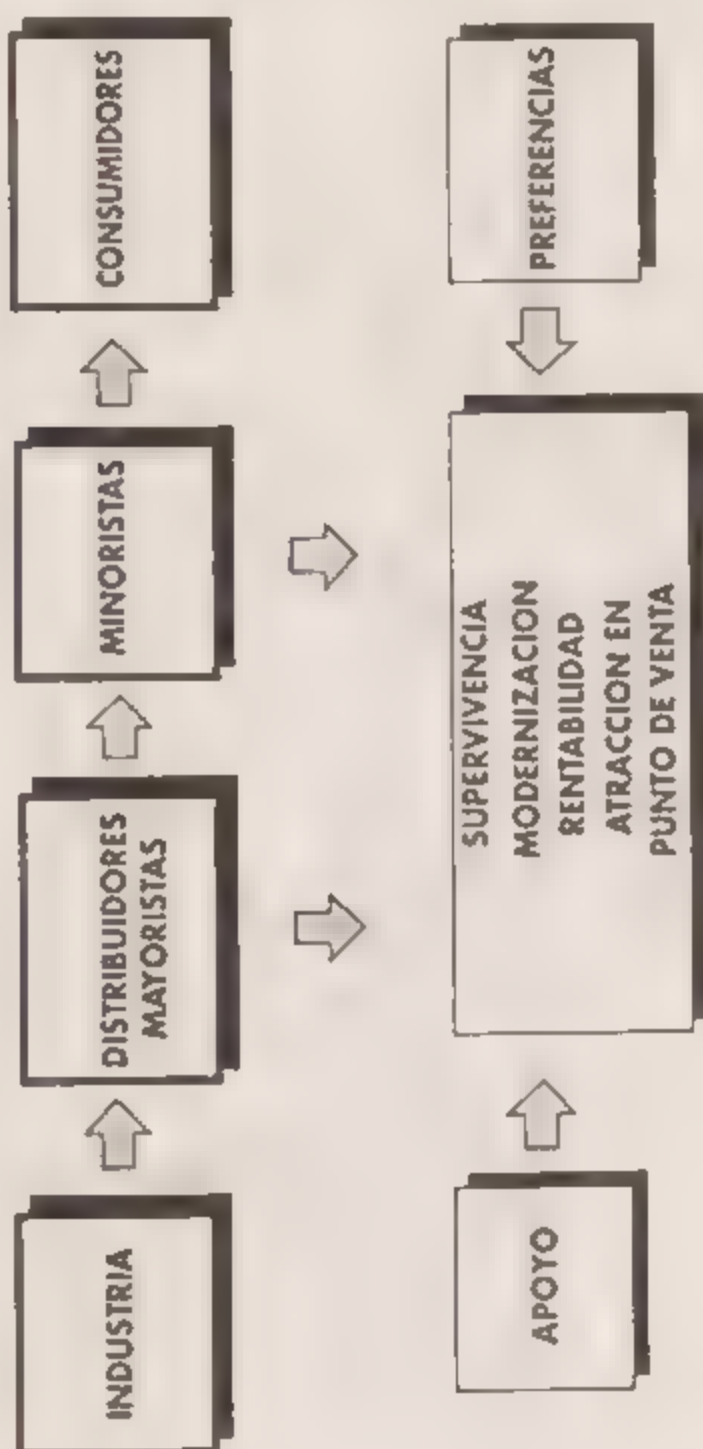 INDUSTRIA
DISTRIBUIDORES
MAYORISTAS
MINORISTAS
CONSUMIDORES
APOYO
SUPERVIVENCIA
MODERNIZACION
RENTABILIDAD
ATRACCION EN
PUNTO DE VENTA
PREFERENCIAS